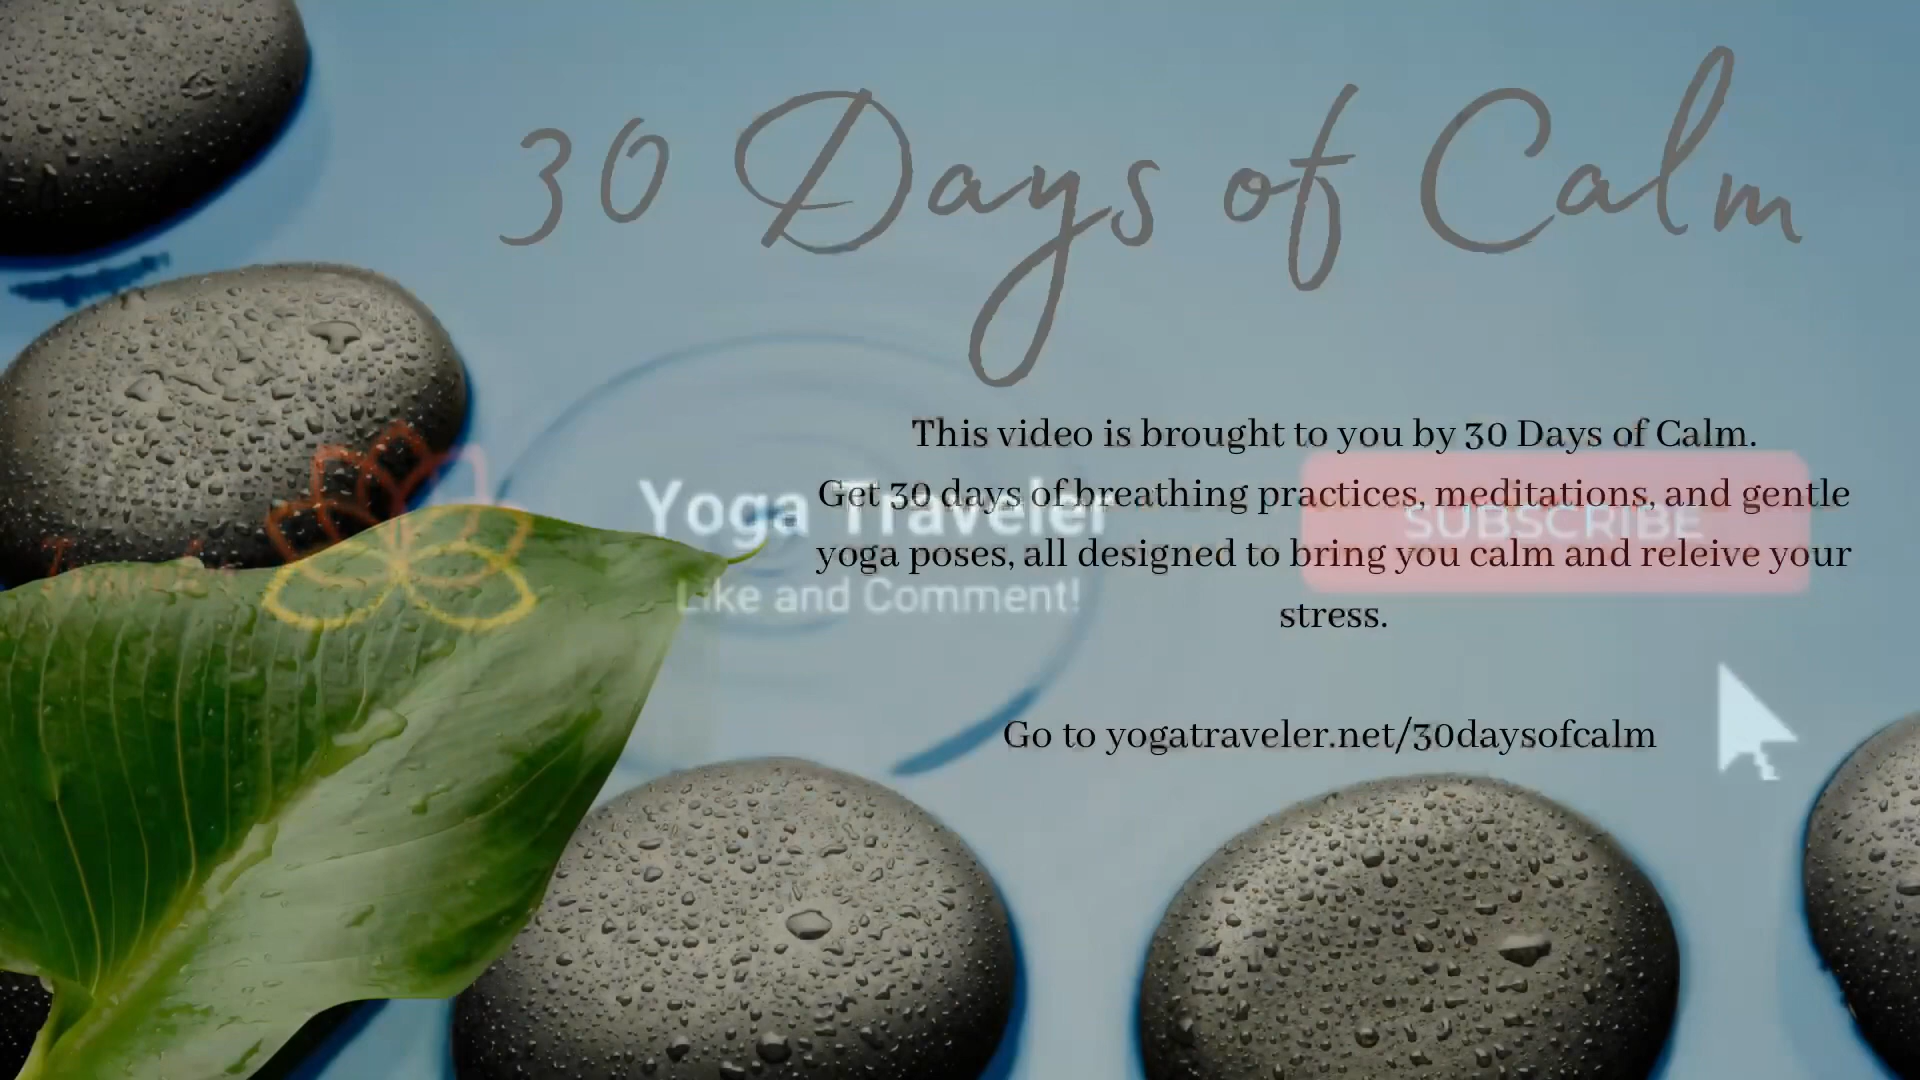 30 Days of Calm
This video is brought to you by 30 Days of Calm.
Get 30 days of breathing practices, meditations, and gentle
yoga poses, all designed to bring you calm and releive your
stress.
Go to yogatraveler.net/30daysofcalm
Yoga Traveler
Like and Comment!
SUBSCRIBE